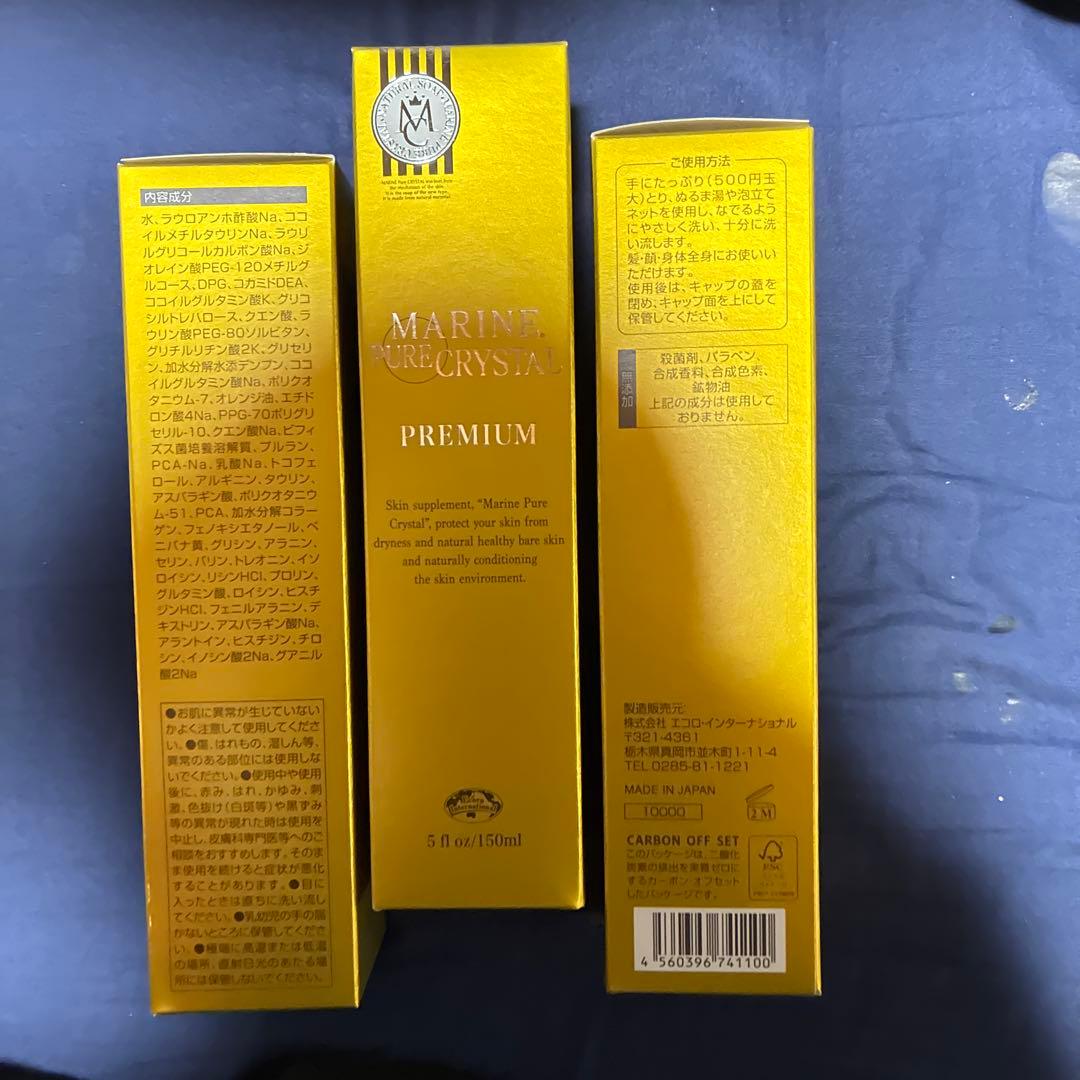 内容成分
水、ラウロアンホ酢酸Na、ココ
イルメチルタウリンNa、ラウリ
ルグリコールカルボン酸Na、ジ
オレイン酸PEG-120メチルグ
ルコース、DPG、コカミドDEA、
ココイルグルタミン酸K、グリコ
シルトレハロース、クエン酸、ラ
ウリン酸PEG-80ソルビタン、
グリチルリチン酸2K、グリセリ
ン、加水分解水添デンプン、ココ
イルグルタミン酸Na、ポリクオ
タニウム-7、オレンジ油、エチド
ロン酸4Na、PPG-70ポリグリ
セリル-10、クエン酸Na、ビフィ
ズス菌培養溶解質、プルラン、
PCA-Na、乳酸Na、トコフェ
ロール、アルギニン、タウリン、
アスパラギン酸、ポリクオタニウ
ム-51、PCA、加水分解コラー
ゲン、フェノキシエタノール、ベ
ニバナ黄、グリシン、アラニン、
セリン、バリン、トレオニン、イソ
ロイシン、リシンHCl、プロリン、
グルタミン酸、ロイシン、ヒスチ
ジンHCl、フェニルアラニン、デ
キストリン、アスパラギン酸Na、
アラントイン、ヒスチジン、チロ
シン、イノシン酸2Na、グアニル
酸2Na
●お肌に異常が生じていない
かよく注意して使用してくださ
い。●傷、はれもの、湿しん等、
異常のある部位には使用しな
いでください。●使用中や使用
後に、赤み、はれ、かゆみ、刺
激、色抜け(白斑等)や黒ずみ
等の異常が現れた時は使用を
中止し、皮膚科専門医等へのご
相談をおすすめします。そのま
ま使用を続けると症状が悪化
することがあります。●目に
入ったときは直ちに洗い流し
てください。●乳幼児の手の届
かないところに保管してくださ
い。●極端に高温または低温
の場所、直射日光のあたる場
所には保管しないでください。
MC
MARINE Pure CRYSTAL was born from
the mechanism of the skin.
It is the soap of the new type.
It is made from natural material.
MARINE
PURE CRYSTAL
PREMIUM
Skin supplement, “Marine Pure
Crystal”, protect your skin from
dryness and natural healthy bare skin
and naturally conditioning
the skin environment.
Ecoro
International
5 fl oz/150ml
ご使用方法
手にたっぷり(500円玉
大)とり、ぬるま湯や泡立て
ネットを使用し、なでるよう
にやさしく洗い、十分に洗
い流します。
髪・顔・身体全身にお使いい
ただけます。
使用後は、キャップの蓋を
閉め、キャップ面を上にして
保管してください。
無添加
殺菌剤、パラベン、
合成香料、合成色素、
鉱物油
上記の成分は使用して
おりません。
製造販売元:
株式会社 エコロ・インターナショナル
〒321-4361
栃木県真岡市並木町1-11-4
TEL 0285-81-1221
MADE IN JAPAN
10000
2 M
CARBON OFF SET
このパッケージは、二酸化
炭素の排出を実質ゼロに
するカーボン・オフセット
したパッケージです。
FSC
4 560396 741100